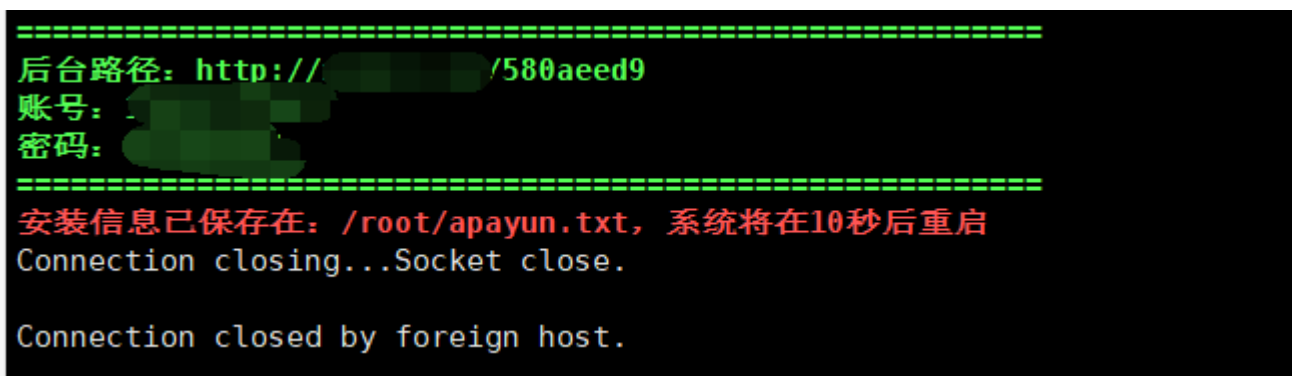 =========================================================
后台路径：http:// /580aeed9
账号：
密码：
=========================================================
安装信息已保存在：/root/apayun.txt，系统将在10秒后重启
Connection closing...Socket close.
Connection closed by foreign host.